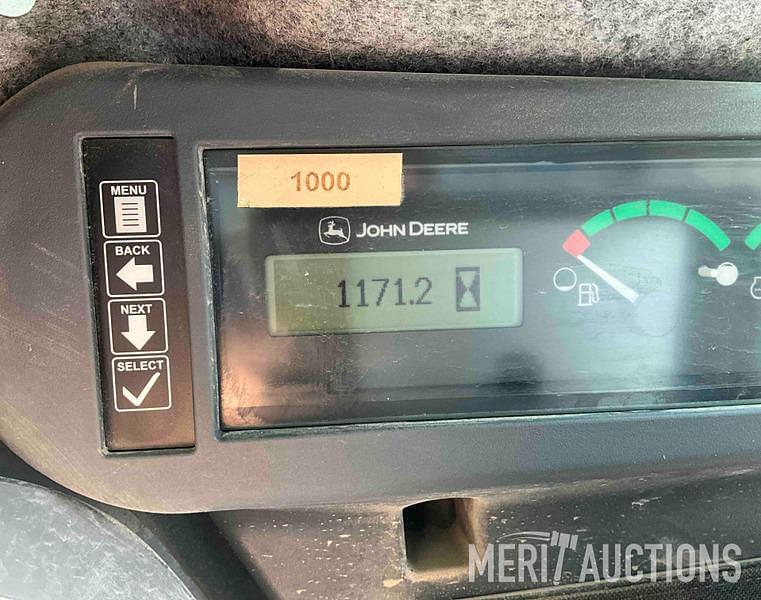 1000
MENU
JOHN DEERE
BACK
1171.2
NEXT
SELECT
MERIT AUCTIONS